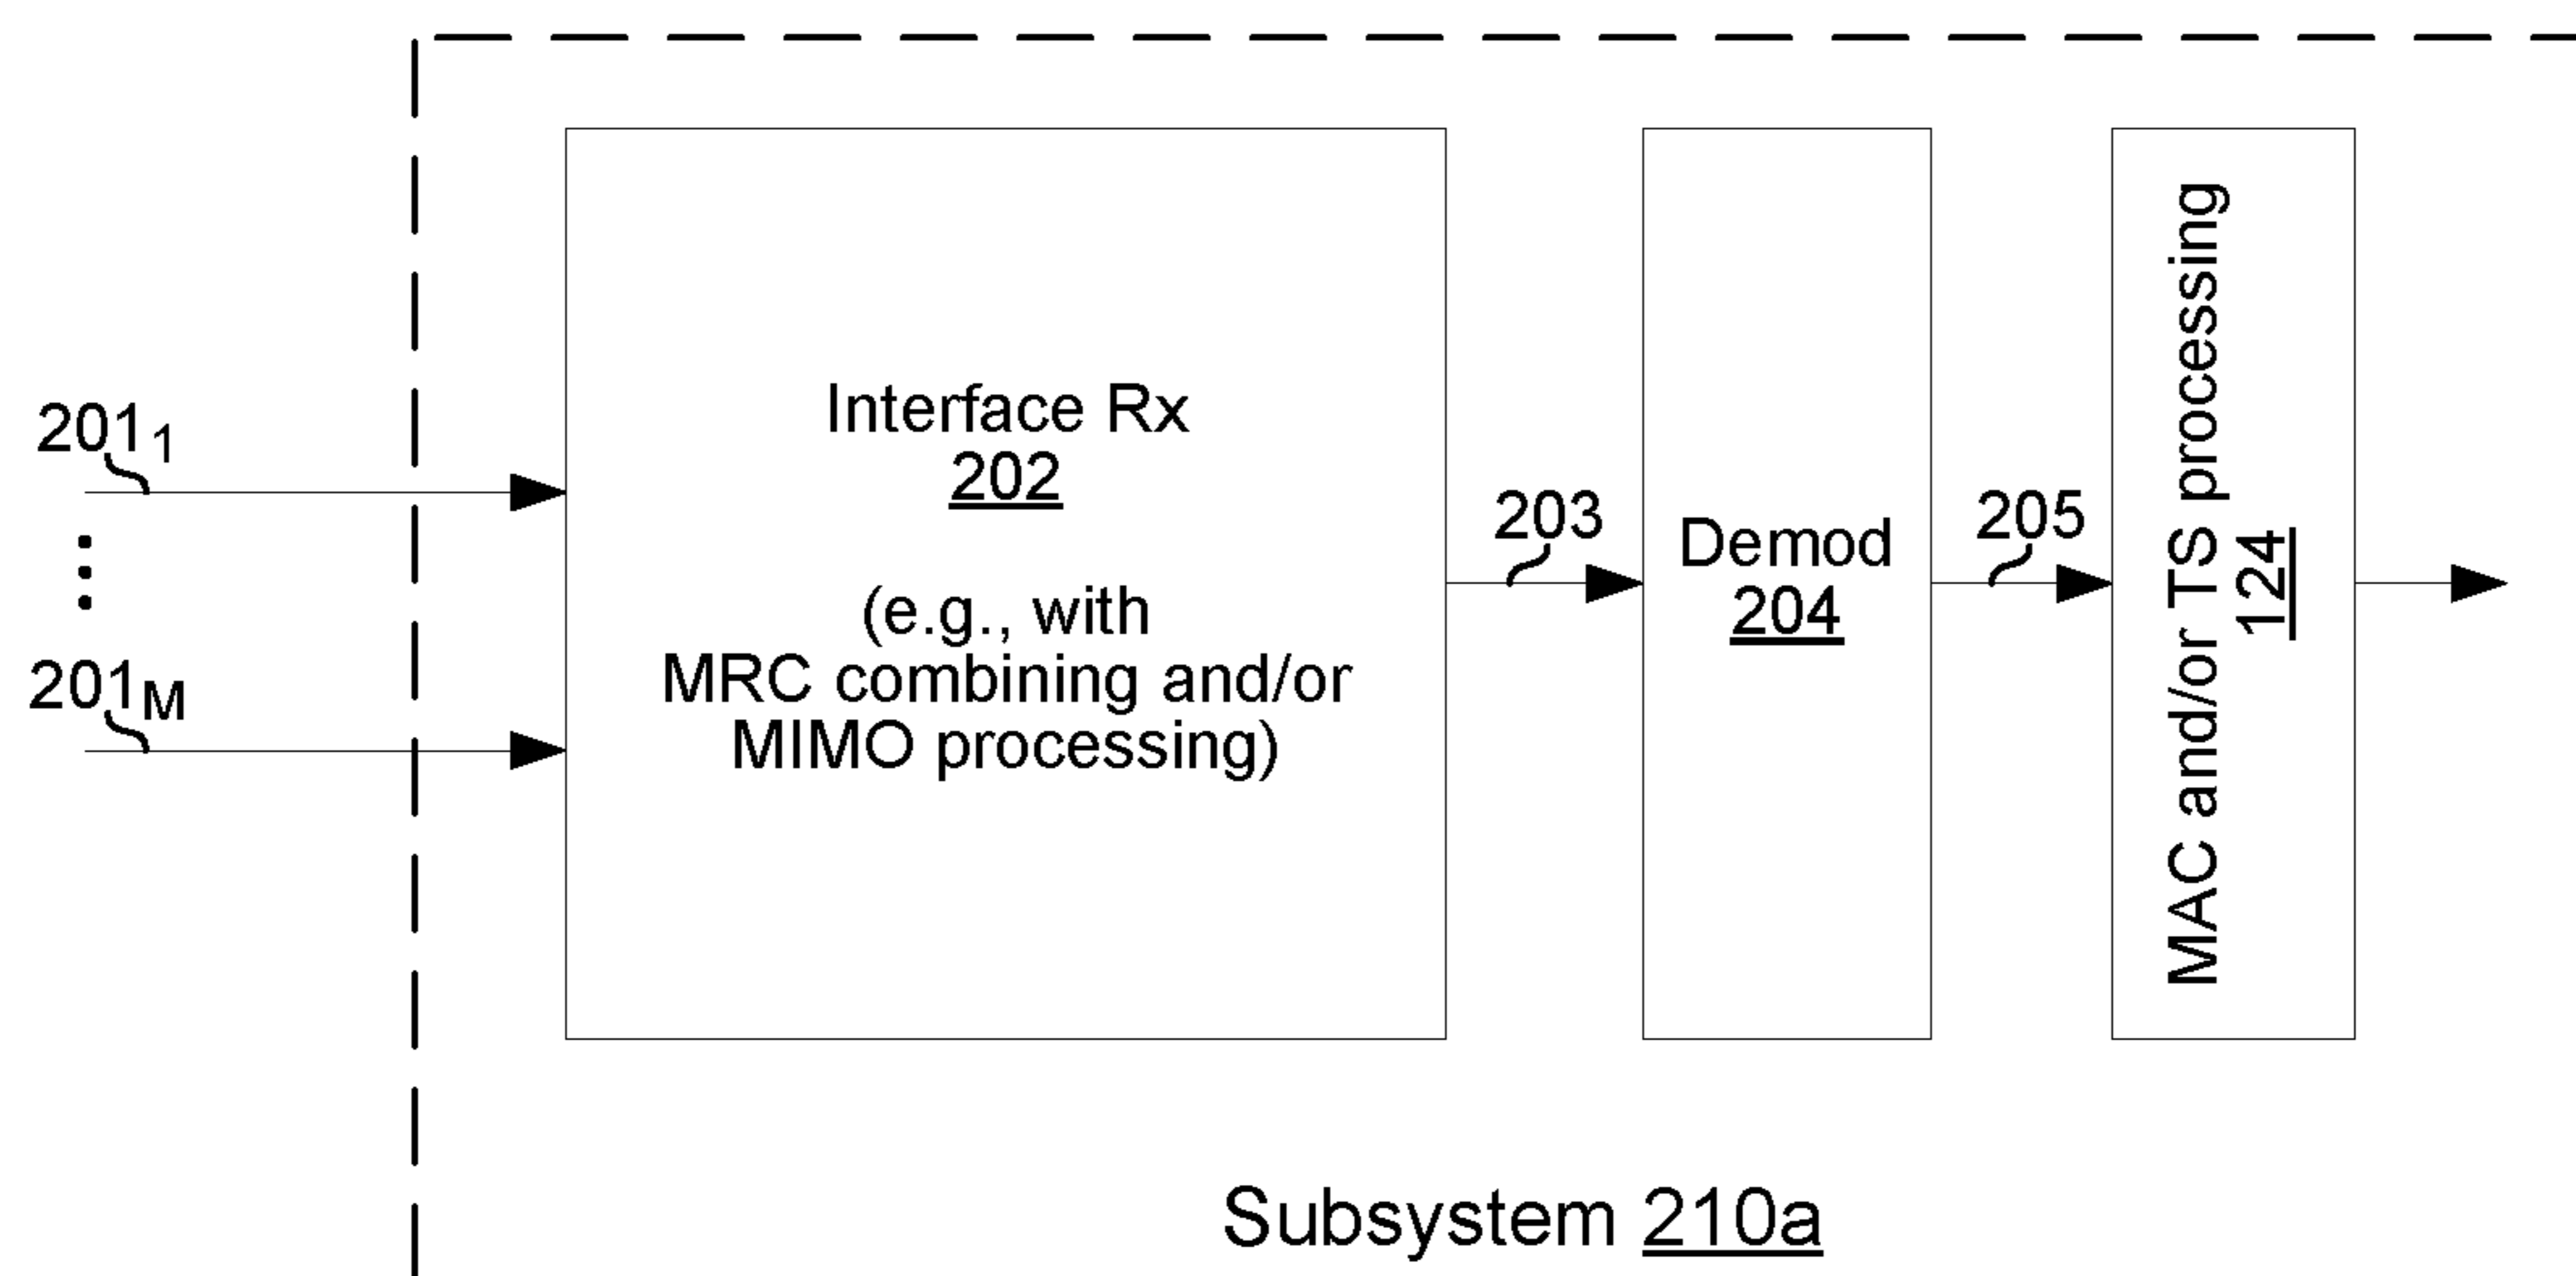 201₁
201M
Interface Rx
202
(e.g., with
MRC combining and/or
MIMO processing)
203
Demod
204
205
MAC and/or TS processing
124
Subsystem 210a